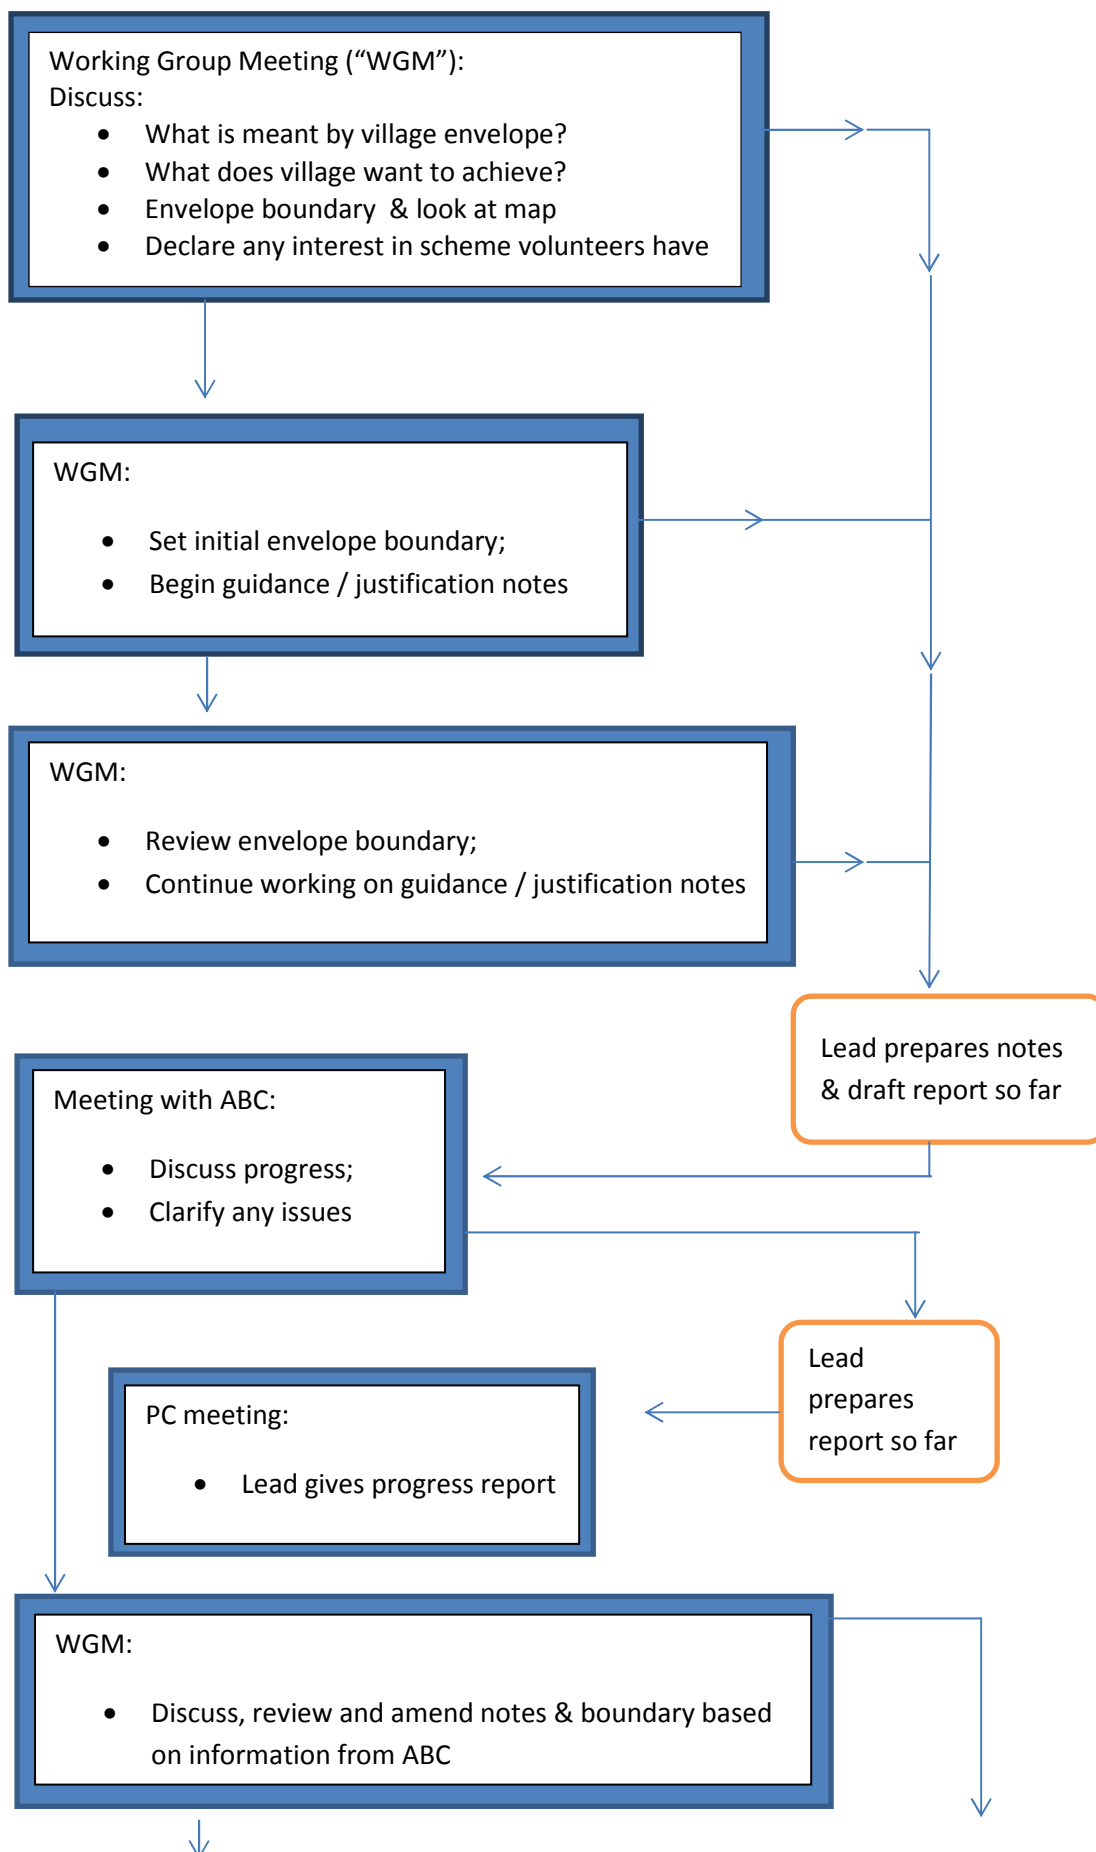 Working Group Meeting (“WGM”):
Discuss:
• What is meant by village envelope?
• What does village want to achieve?
• Envelope boundary & look at map
• Declare any interest in scheme volunteers have
WGM:
• Set initial envelope boundary;
• Begin guidance / justification notes
WGM:
• Review envelope boundary;
• Continue working on guidance / justification notes
Lead prepares notes
& draft report so far
Meeting with ABC:
• Discuss progress;
• Clarify any issues
Lead
prepares
report so far
PC meeting:
• Lead gives progress report
WGM:
• Discuss, review and amend notes & boundary based
on information from ABC